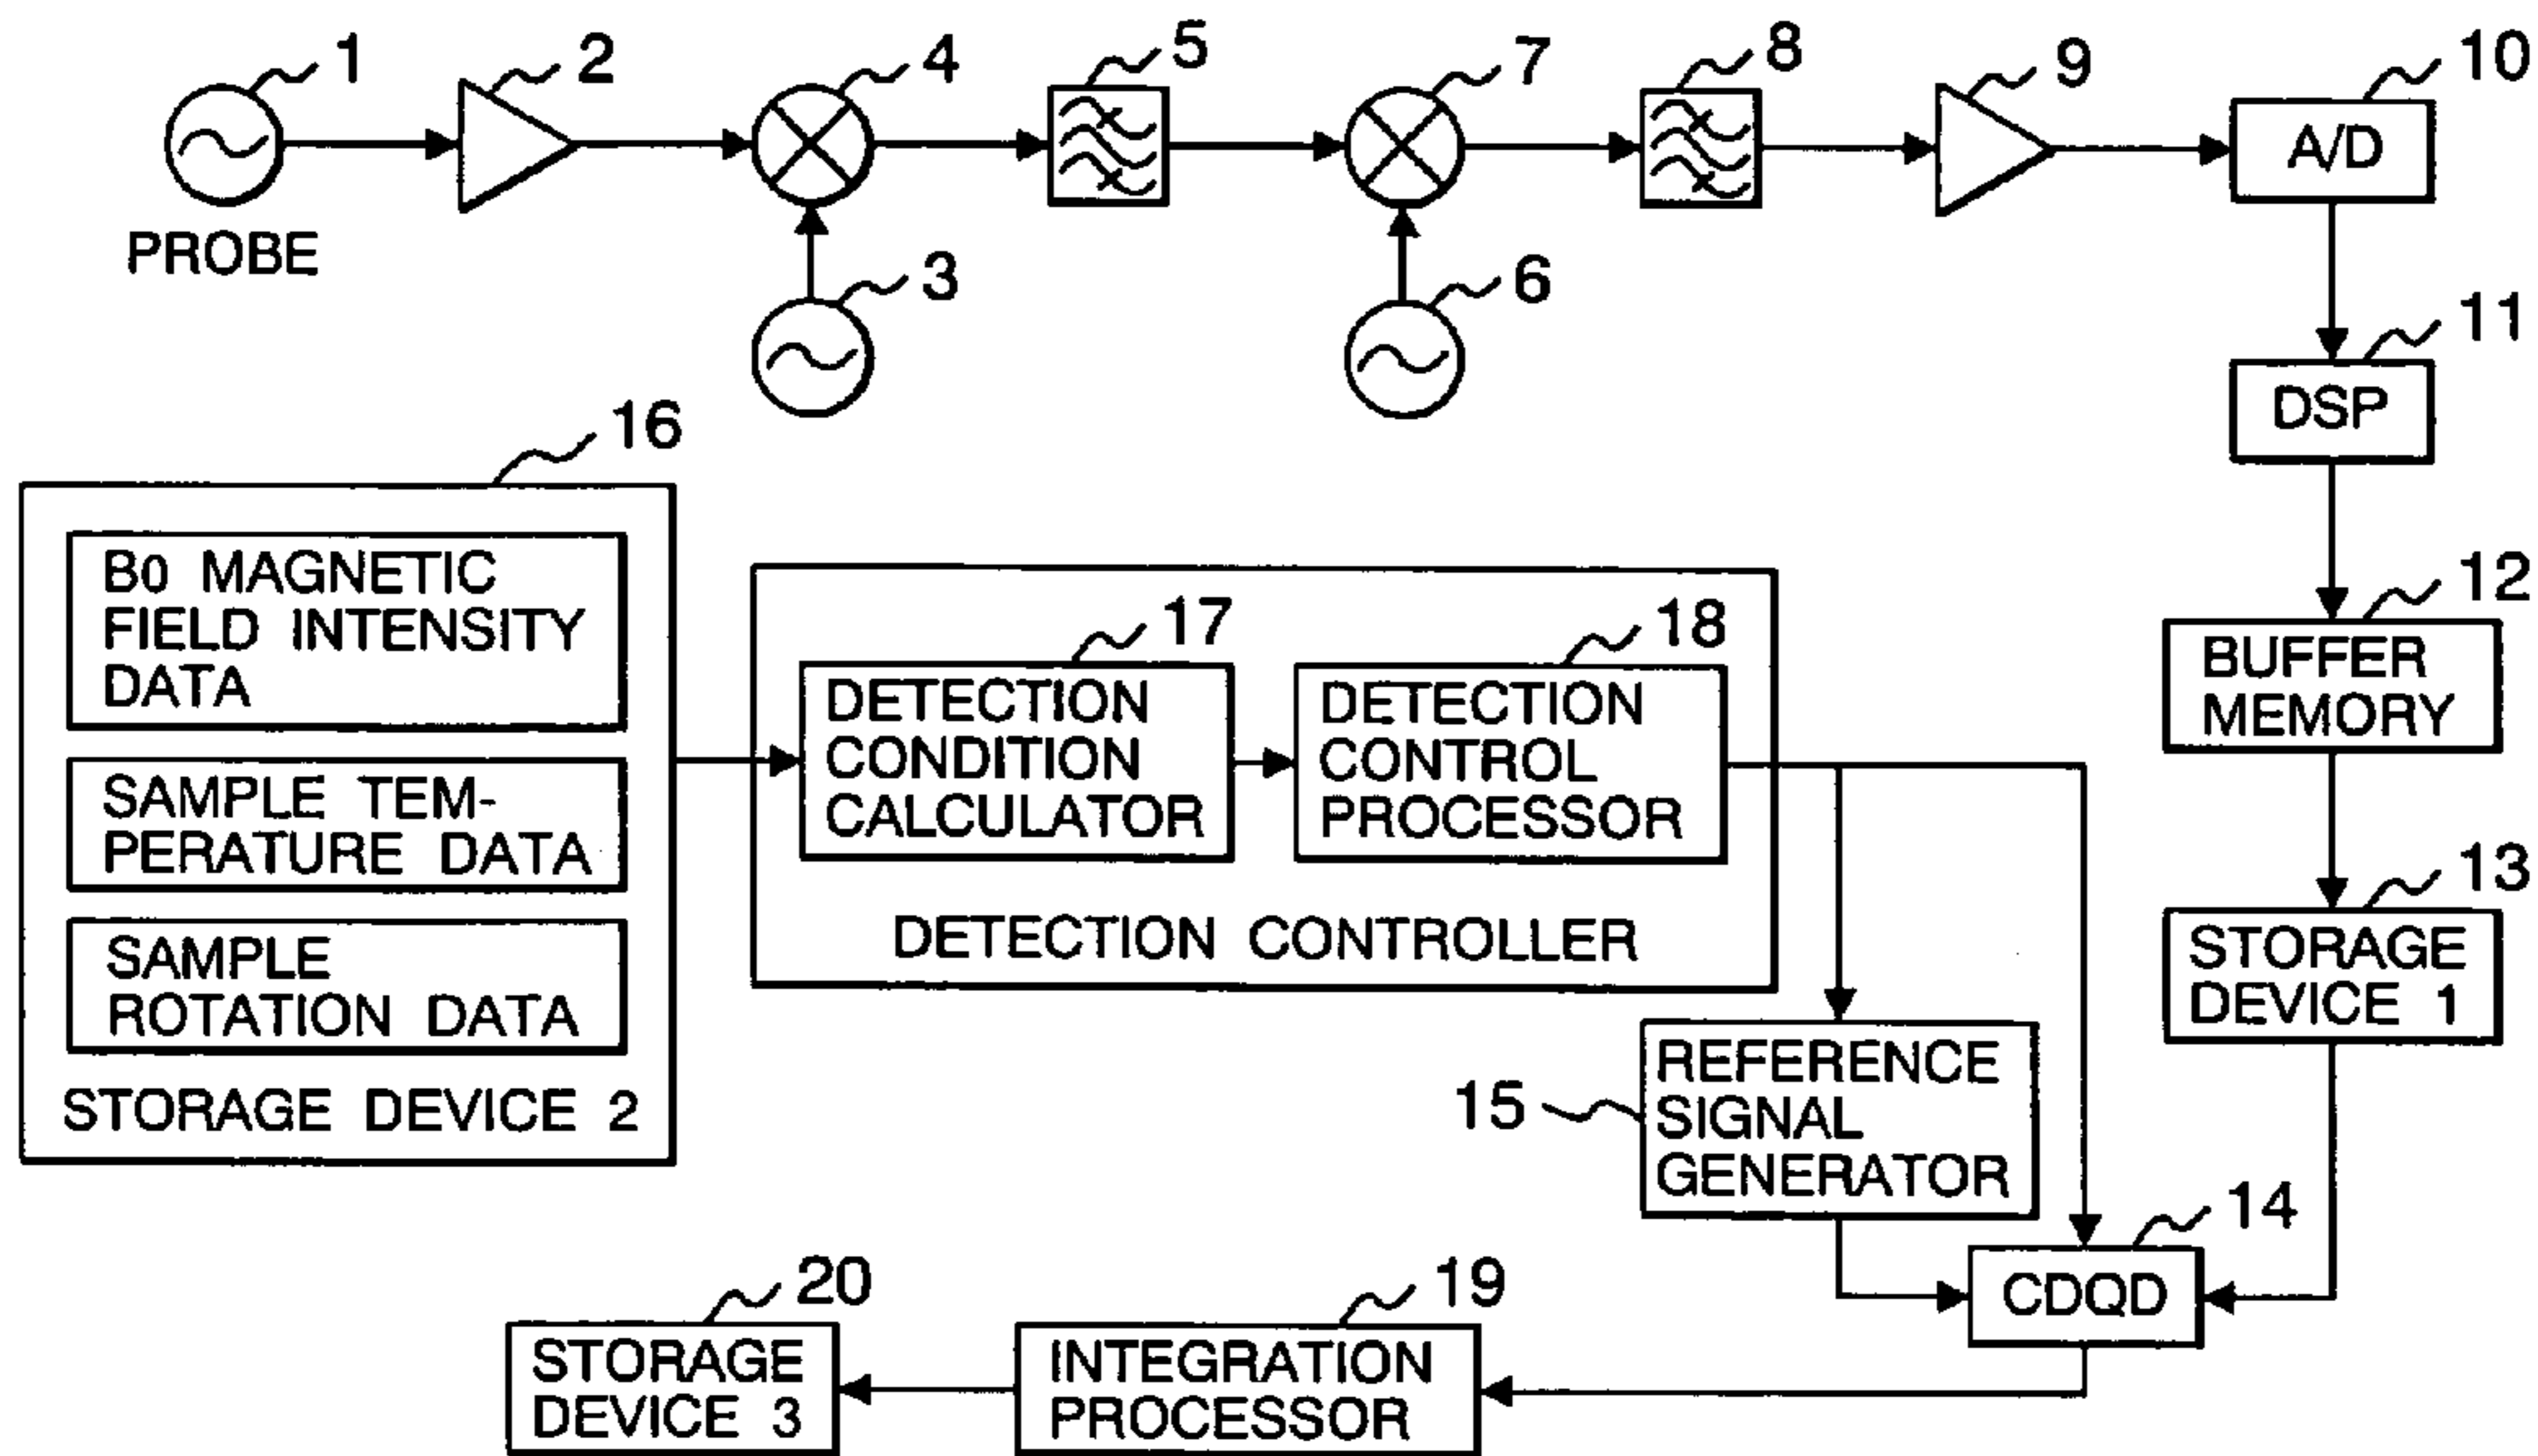 1
2
4
5
7
8
9
10
A/D
PROBE
3
6
11
DSP
16
B0 MAGNETIC
FIELD INTENSITY
DATA
SAMPLE TEM-
PERATURE DATA
SAMPLE
ROTATION DATA
STORAGE DEVICE 2
17
DETECTION
CONDITION
CALCULATOR
18
DETECTION
CONTROL
PROCESSOR
DETECTION CONTROLLER
12
BUFFER
MEMORY
13
STORAGE
DEVICE 1
15
REFERENCE
SIGNAL
GENERATOR
14
CDQD
19
INTEGRATION
PROCESSOR
20
STORAGE
DEVICE 3